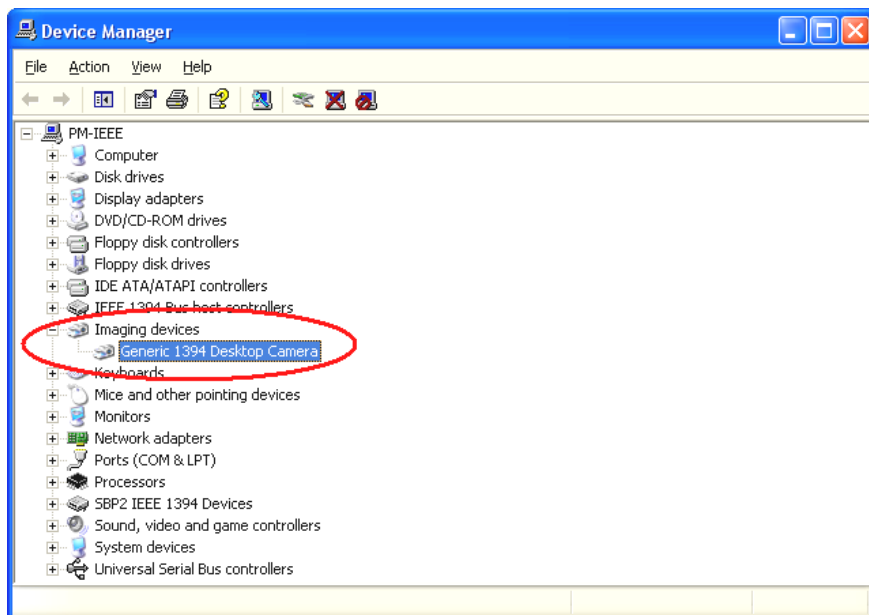 Device Manager
File Action View Help
PM-IEEE
Computer
Disk drives
Display adapters
DVD/CD-ROM drives
Floppy disk controllers
Floppy disk drives
IDE ATA/ATAPI controllers
IEEE 1394 Bus host controllers
Imaging devices
Generic 1394 Desktop Camera
Keyboards
Mice and other pointing devices
Monitors
Network adapters
Ports (COM & LPT)
Processors
SBP2 IEEE 1394 Devices
Sound, video and game controllers
System devices
Universal Serial Bus controllers